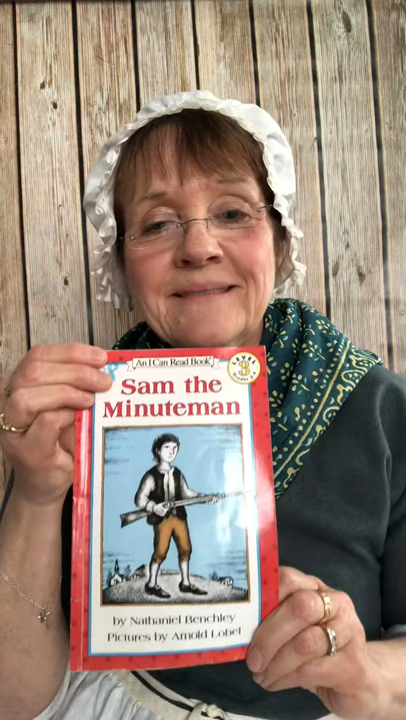 An I Can Read Book
LEVEL
3
Sam the
Minuteman
by Nathaniel Benchley
Pictures by Arnold Lobel